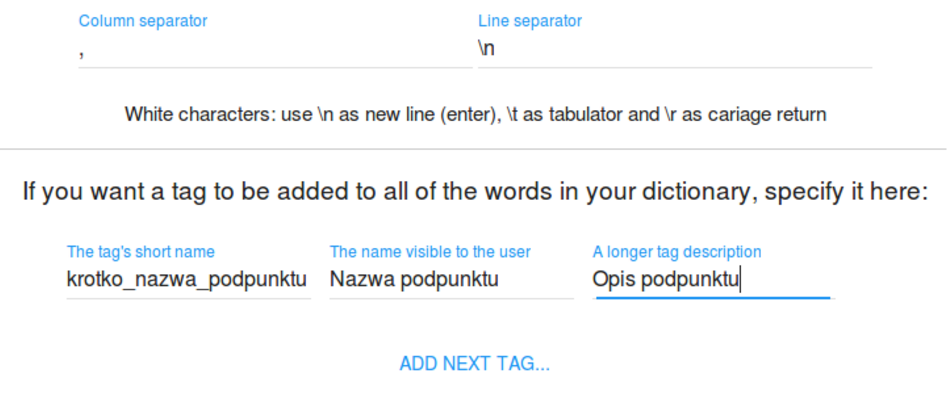 Column separator Line separator
, \n
White characters: use \n as new line (enter), \t as tabulator and \r as cariage return
If you want a tag to be added to all of the words in your dictionary, specify it here:
The tag's short name The name visible to the user A longer tag description
krotko_nazwa_podpunktu Nazwa podpunktu Opis podpunktu
ADD NEXT TAG...